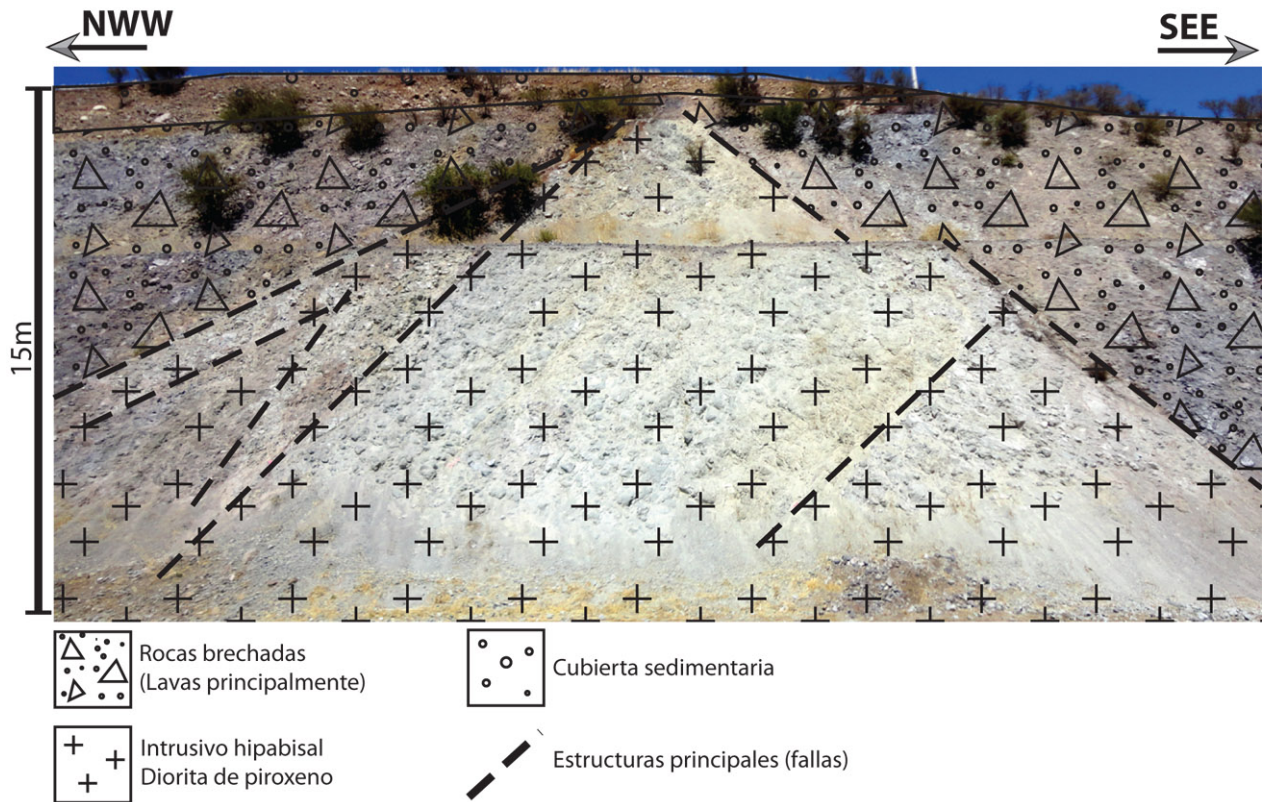 NWW
SEE
15m
Rocas brechadas
(Lavas principalmente)
Cubierta sedimentaria
Intrusivo hipabisal
Diorita de piroxeno
Estructuras principales (fallas)